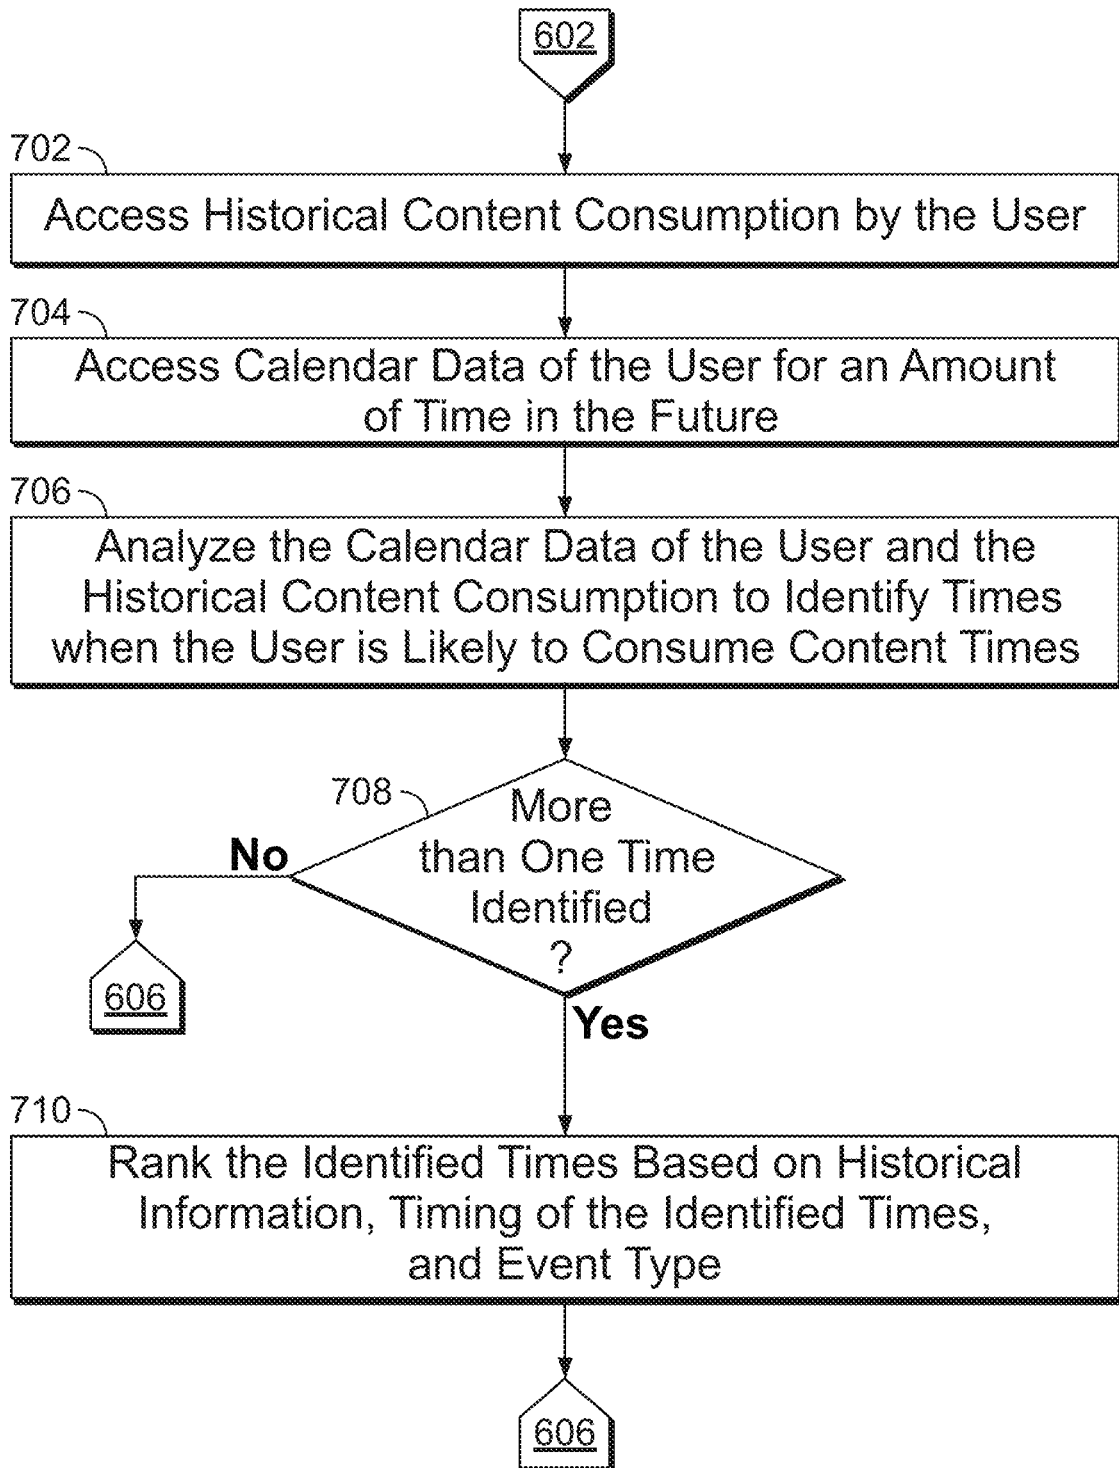 602
702
Access Historical Content Consumption by the User
704
Access Calendar Data of the User for an Amount
of Time in the Future
706
Analyze the Calendar Data of the User and the
Historical Content Consumption to Identify Times
when the User is Likely to Consume Content Times
708
More
than One Time
Identified
?
No
606
Yes
710
Rank the Identified Times Based on Historical
Information, Timing of the Identified Times,
and Event Type
606